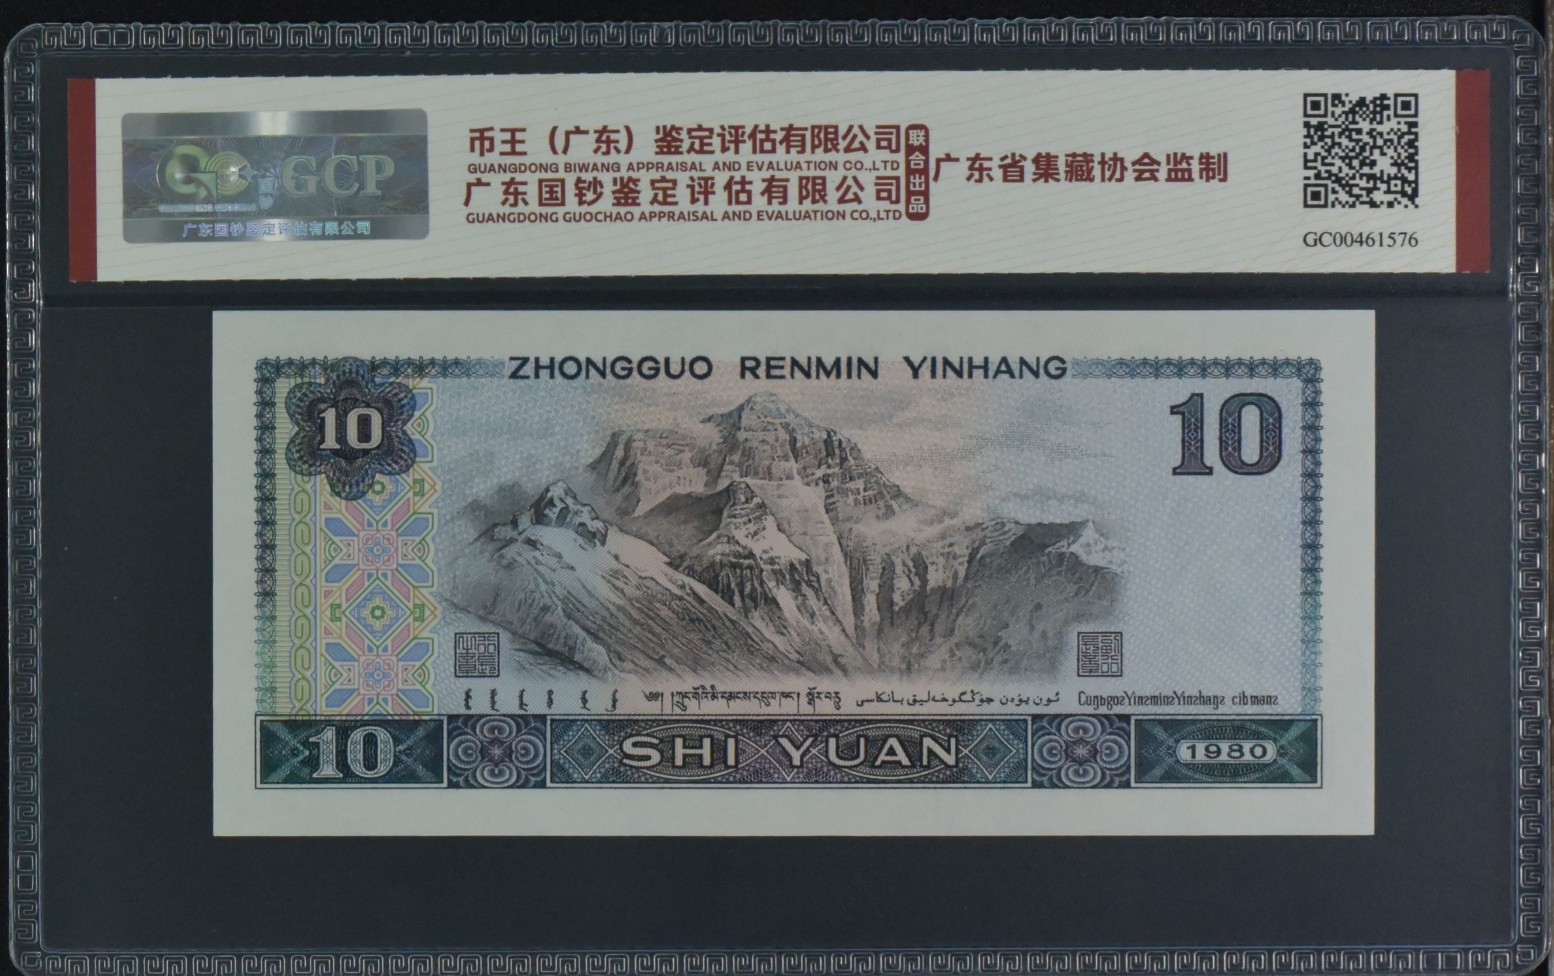 GCP
广东国钞鉴定评估有限公司
币王（广东）鉴定评估有限公司
GUANGDONG BIWANG APPRAISAL AND EVALUATION CO.,LTD
广东国钞鉴定评估有限公司
GUANGDONG GUOCHAO APPRAISAL AND EVALUATION CO.,LTD
联合出品
广东省集藏协会监制
GC00461576
ZHONGGUO RENMIN YINHANG
10
10
10
SHI YUAN
1980